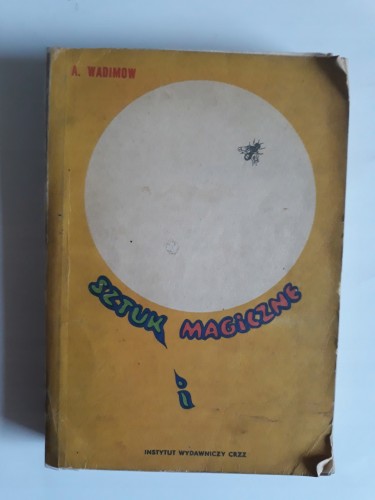 A. WADIMOW
SZTUKI MAGICZNE
INSTYTUT WYDAWNICZY CRZZ